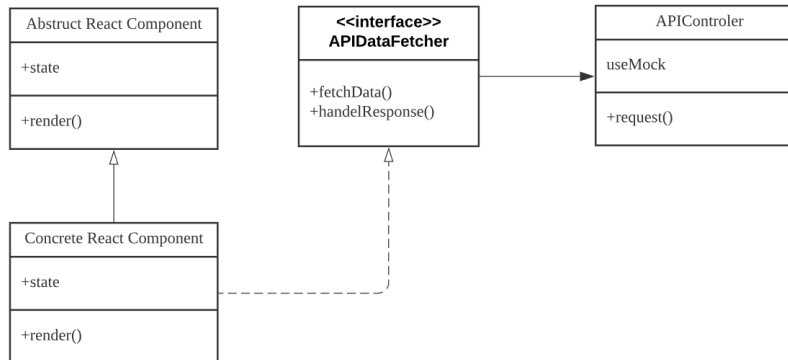 Abstruct React Component
+state
+render()
<<interface>>
APIDataFetcher
+fetchData()
+handelResponse()
APIControler
useMock
+request()
Concrete React Component
+state
+render()